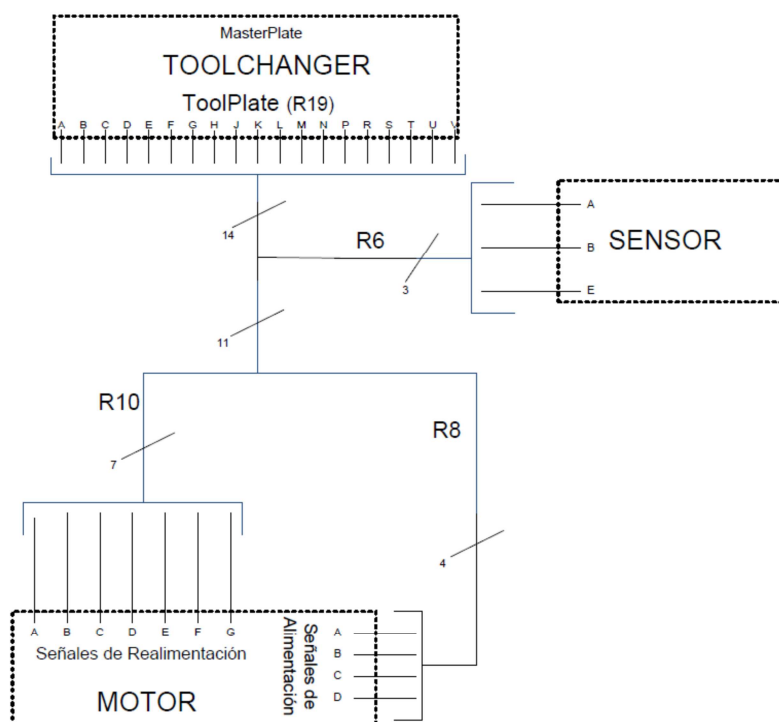 MasterPlate
TOOLCHANGER
ToolPlate (R19)
A B C D E F G H J K L M N P R S T U V
14
R6
3
A
B
E
SENSOR
11
R10
R8
7
4
A B C D E F G
Señales de Realimentación
MOTOR
Señales de
Alimentación
A
B
C
D